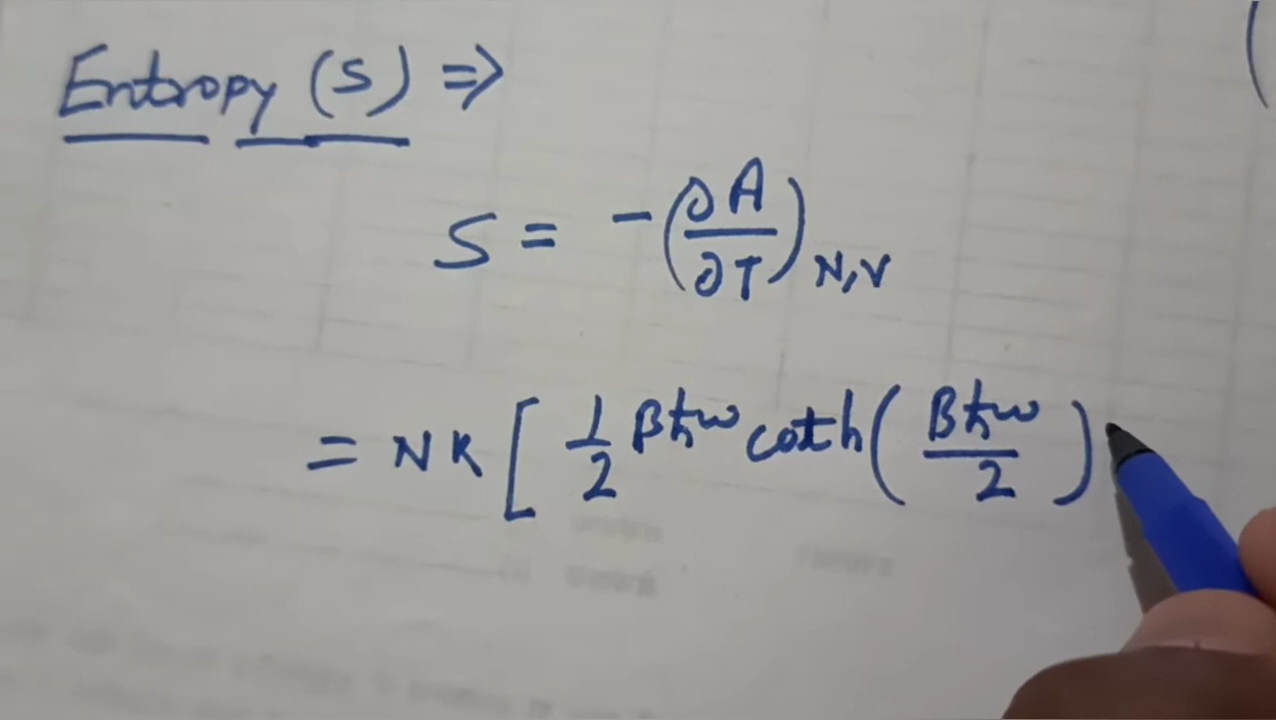 Entropy (S) ⇒
S = -(∂A/∂T)N,V
= NK [ 1/2 βħω coth(βħω/2)